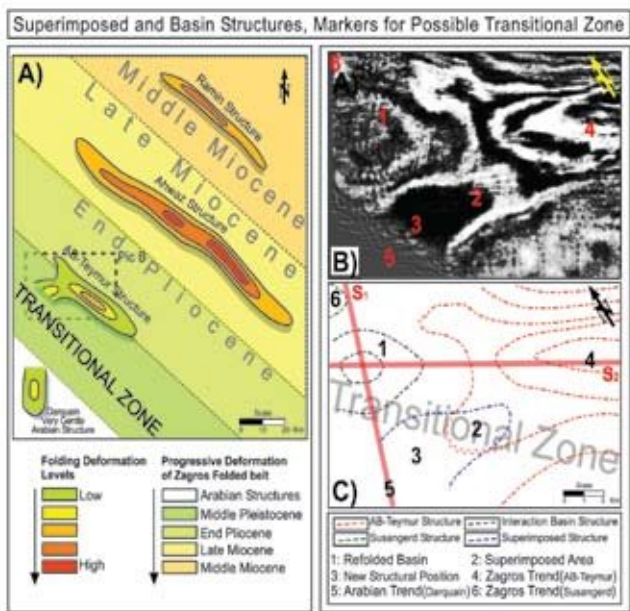 Superimposed and Basin Structures, Markers for Possible Transitional Zone
A)
N
Middle Miocene
Ramin Structure
Late Miocene
Ahwaz Structure
End Pliocene
Pic B
AB-Teymur Structure
TRANSITIONAL ZONE
Darquain
Very Gentle
Arabian Structure
Scale
Folding Deformation
Levels
Low
High
Progressive Deformation
of Zagros Folded belt
Arabian Structures
Middle Pleistocene
End Pliocene
Late Miocene
Middle Miocene
1
4
2
3
5
B)
6
S1
1
4
S2
Transitional Zone
2
3
5
Scale
C)
AB-Teymur Structure
Interaction Basin Structure
Susangerd Structure
Superimposed Structure
1: Refolded Basin
2: Superimposed Area
3: New Structural Position
4: Zagros Trend(AB-Teymur)
5: Arabian Trend(Darquain)
6: Zagros Trend(Susangerd)